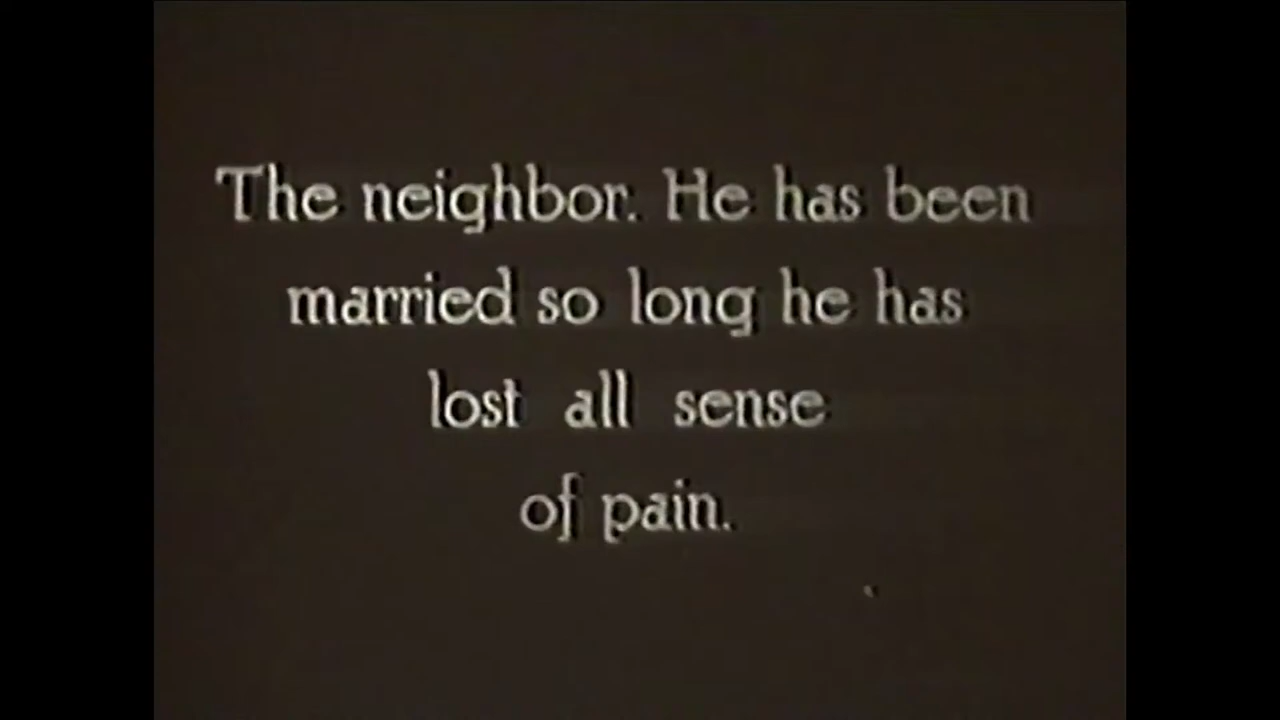 The neighbor. He has been
married so long he has
lost all sense
of pain.